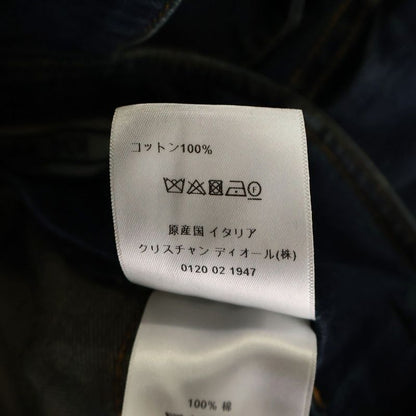 コットン100%
F
原産国 イタリア
クリスチャン ディオール(株)
0120 02 1947
100% 棉